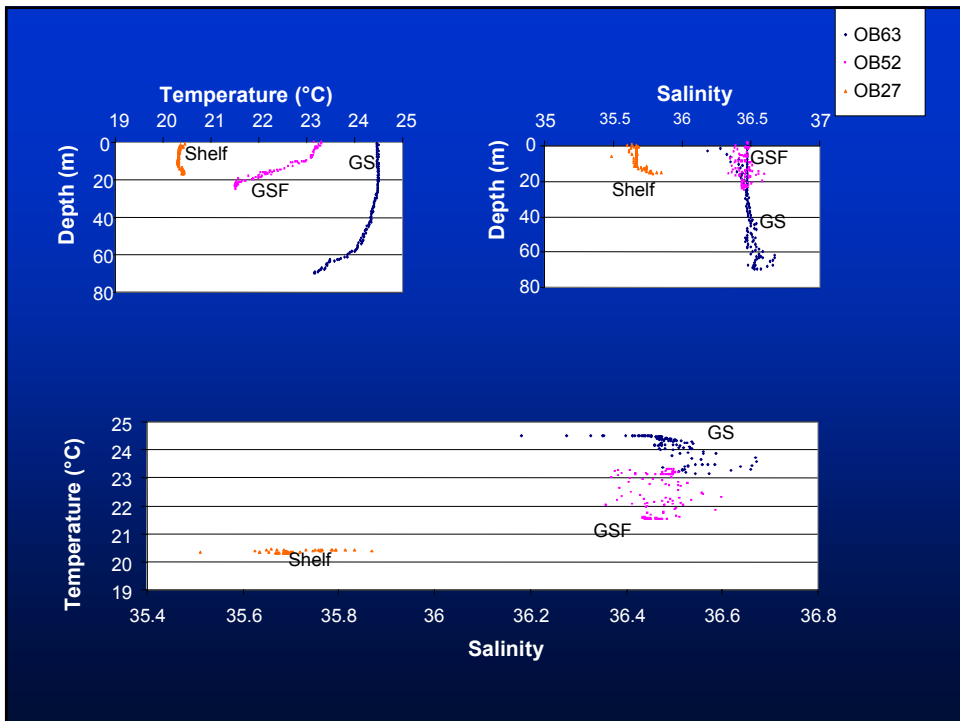 OB63
OB52
OB27
Temperature (°C)
19 20 21 22 23 24 25
Depth (m)
0
20
40
60
80
Shelf
GSF
GS
Salinity
35 35.5 36 36.5 37
Depth (m)
0
20
40
60
80
GSF
Shelf
GS
Temperature (°C)
25
24
23
22
21
20
19
GS
GSF
Shelf
35.4 35.6 35.8 36 36.2 36.4 36.6 36.8
Salinity